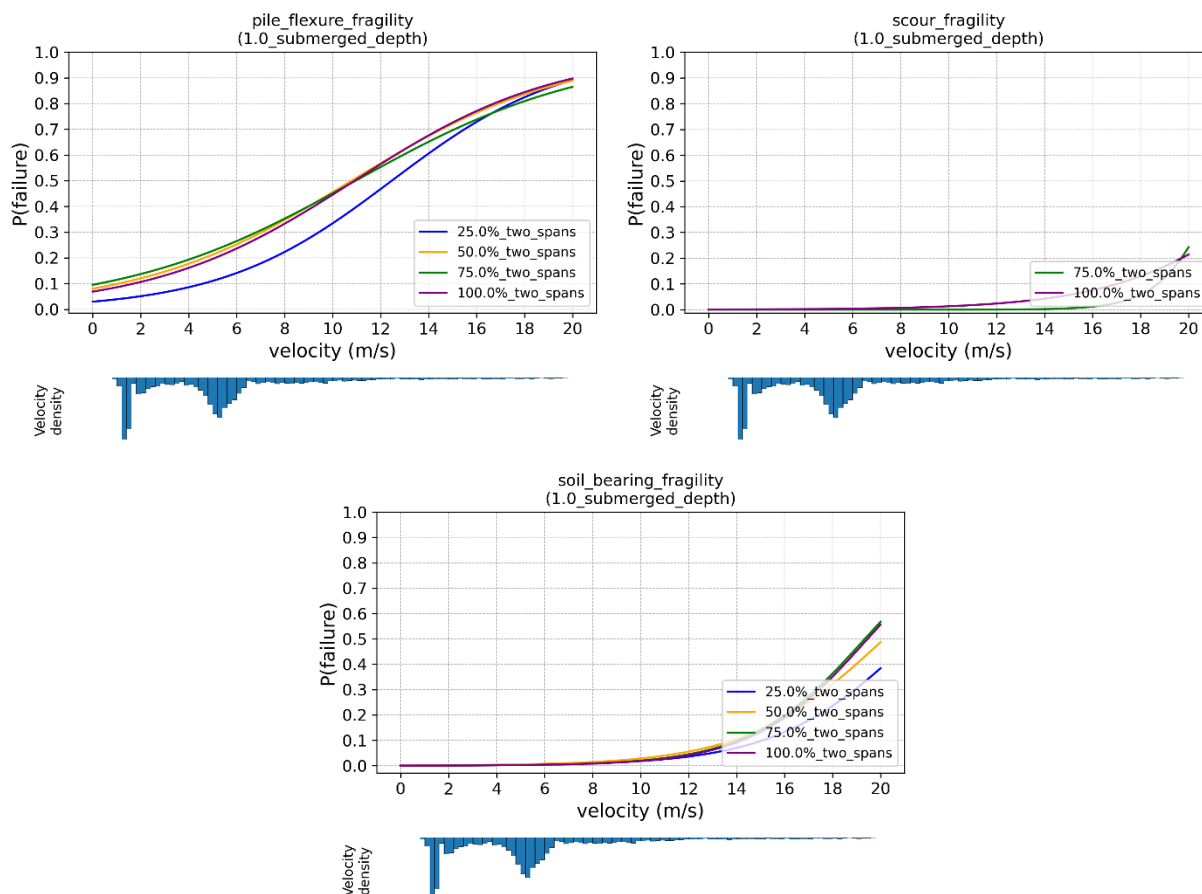 pile_flexure_fragility
(1.0_submerged_depth)
1.0
0.9
0.8
0.7
0.6
0.5
0.4
0.3
0.2
0.1
0.0
P(failure)
25.0%_two_spans
50.0%_two_spans
75.0%_two_spans
100.0%_two_spans
0 2 4 6 8 10 12 14 16 18 20
velocity (m/s)
Velocity
density
scour_fragility
(1.0_submerged_depth)
1.0
0.9
0.8
0.7
0.6
0.5
0.4
0.3
0.2
0.1
0.0
P(failure)
75.0%_two_spans
100.0%_two_spans
0 2 4 6 8 10 12 14 16 18 20
velocity (m/s)
Velocity
density
soil_bearing_fragility
(1.0_submerged_depth)
1.0
0.9
0.8
0.7
0.6
0.5
0.4
0.3
0.2
0.1
0.0
P(failure)
25.0%_two_spans
50.0%_two_spans
75.0%_two_spans
100.0%_two_spans
0 2 4 6 8 10 12 14 16 18 20
velocity (m/s)
Velocity
density